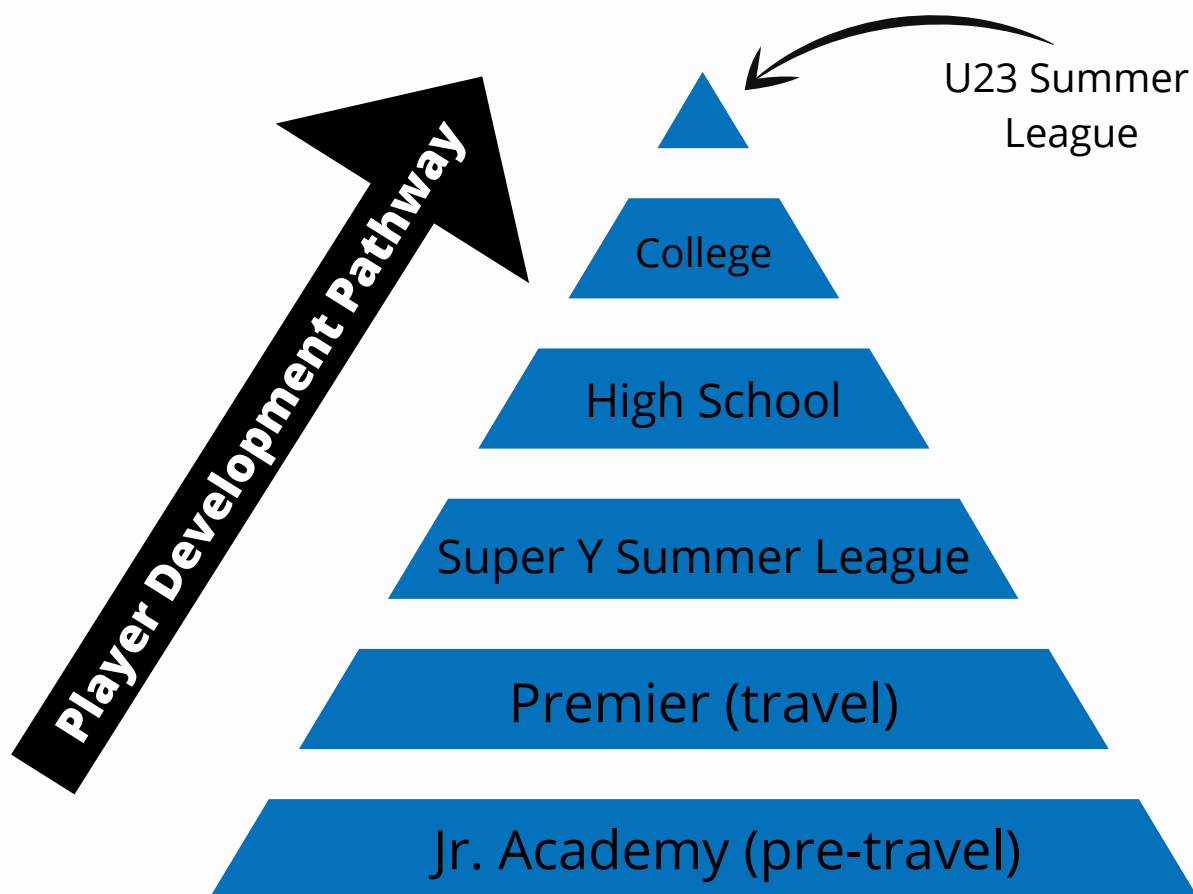 U23 Summer
League
College
High School
Super Y Summer League
Premier (travel)
Jr. Academy (pre-travel)
Player Development Pathway